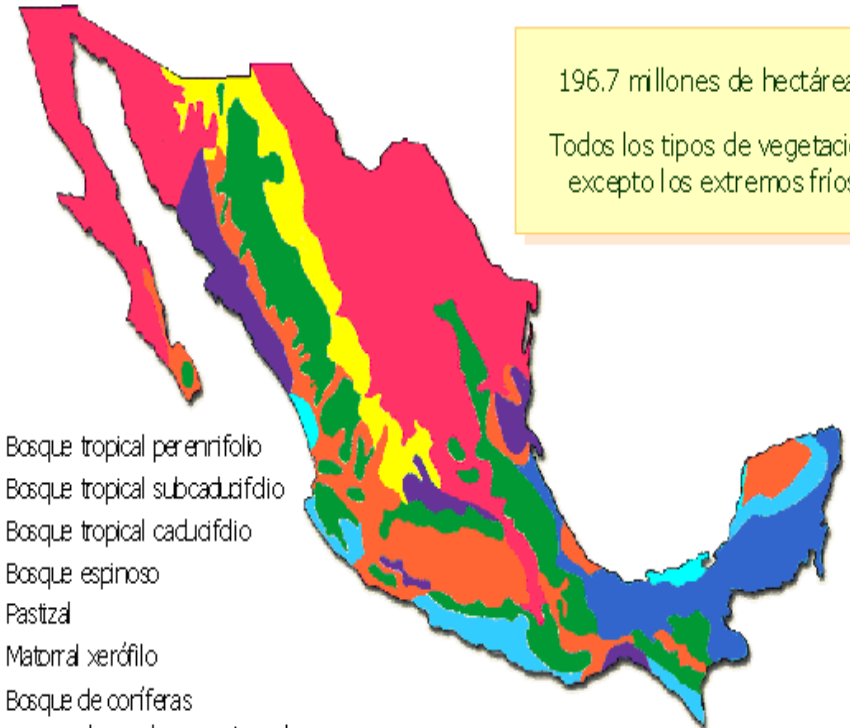 196.7 millones de hectárea
Todos los tipos de vegetació
excepto los extremos fríos
Bosque tropical perennifolio
Bosque tropical subcaducifolio
Bosque tropical caducifolio
Bosque espinoso
Pastizal
Matorral xerófilo
Bosque de coníferas